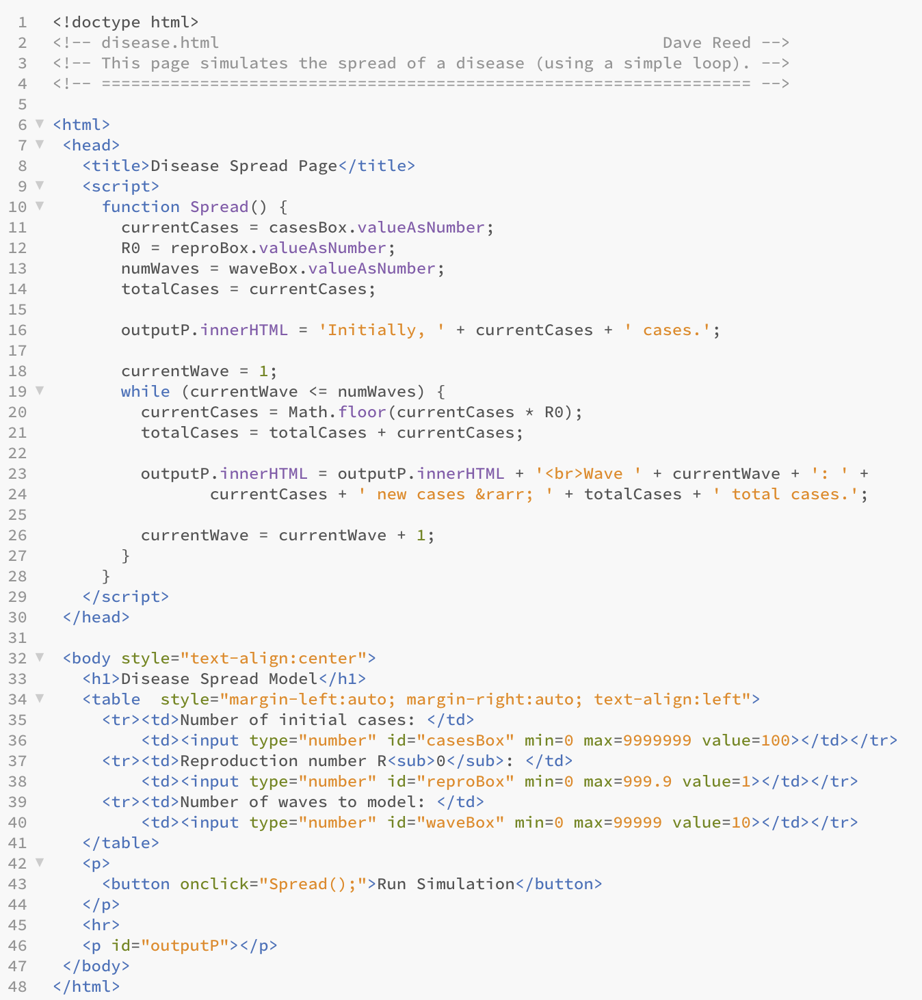 1 <!doctype html>
2 <!-- disease.html                                             Dave Reed -->
3 <!-- This page simulates the spread of a disease (using a simple loop). -->
4 <!-- ================================================================== -->
5
6 ▼ <html>
7 ▼  <head>
8    <title>Disease Spread Page</title>
9 ▼    <script>
10 ▼      function Spread() {
11        currentCases = casesBox.valueAsNumber;
12        R0 = reproBox.valueAsNumber;
13        numWaves = waveBox.valueAsNumber;
14        totalCases = currentCases;
15
16        outputP.innerHTML = 'Initially, ' + currentCases + ' cases.';
17
18        currentWave = 1;
19 ▼        while (currentWave <= numWaves) {
20          currentCases = Math.floor(currentCases * R0);
21          totalCases = totalCases + currentCases;
22
23          outputP.innerHTML = outputP.innerHTML + '<br>Wave ' + currentWave + ': ' +
24                 currentCases + ' new cases &rarr; ' + totalCases + ' total cases.';
25
26          currentWave = currentWave + 1;
27        }
28      }
29    </script>
30  </head>
31
32 ▼  <body style="text-align:center">
33    <h1>Disease Spread Model</h1>
34 ▼    <table  style="margin-left:auto; margin-right:auto; text-align:left">
35      <tr><td>Number of initial cases: </td>
36          <td><input type="number" id="casesBox" min=0 max=9999999 value=100></td></tr>
37      <tr><td>Reproduction number R<sub>0</sub>: </td>
38          <td><input type="number" id="reproBox" min=0 max=999.9 value=1></td></tr>
39      <tr><td>Number of waves to model: </td>
40          <td><input type="number" id="waveBox" min=0 max=99999 value=10></td></tr>
41    </table>
42 ▼    <p>
43      <button onclick="Spread();">Run Simulation</button>
44    </p>
45    <hr>
46    <p id="outputP"></p>
47  </body>
48 </html>